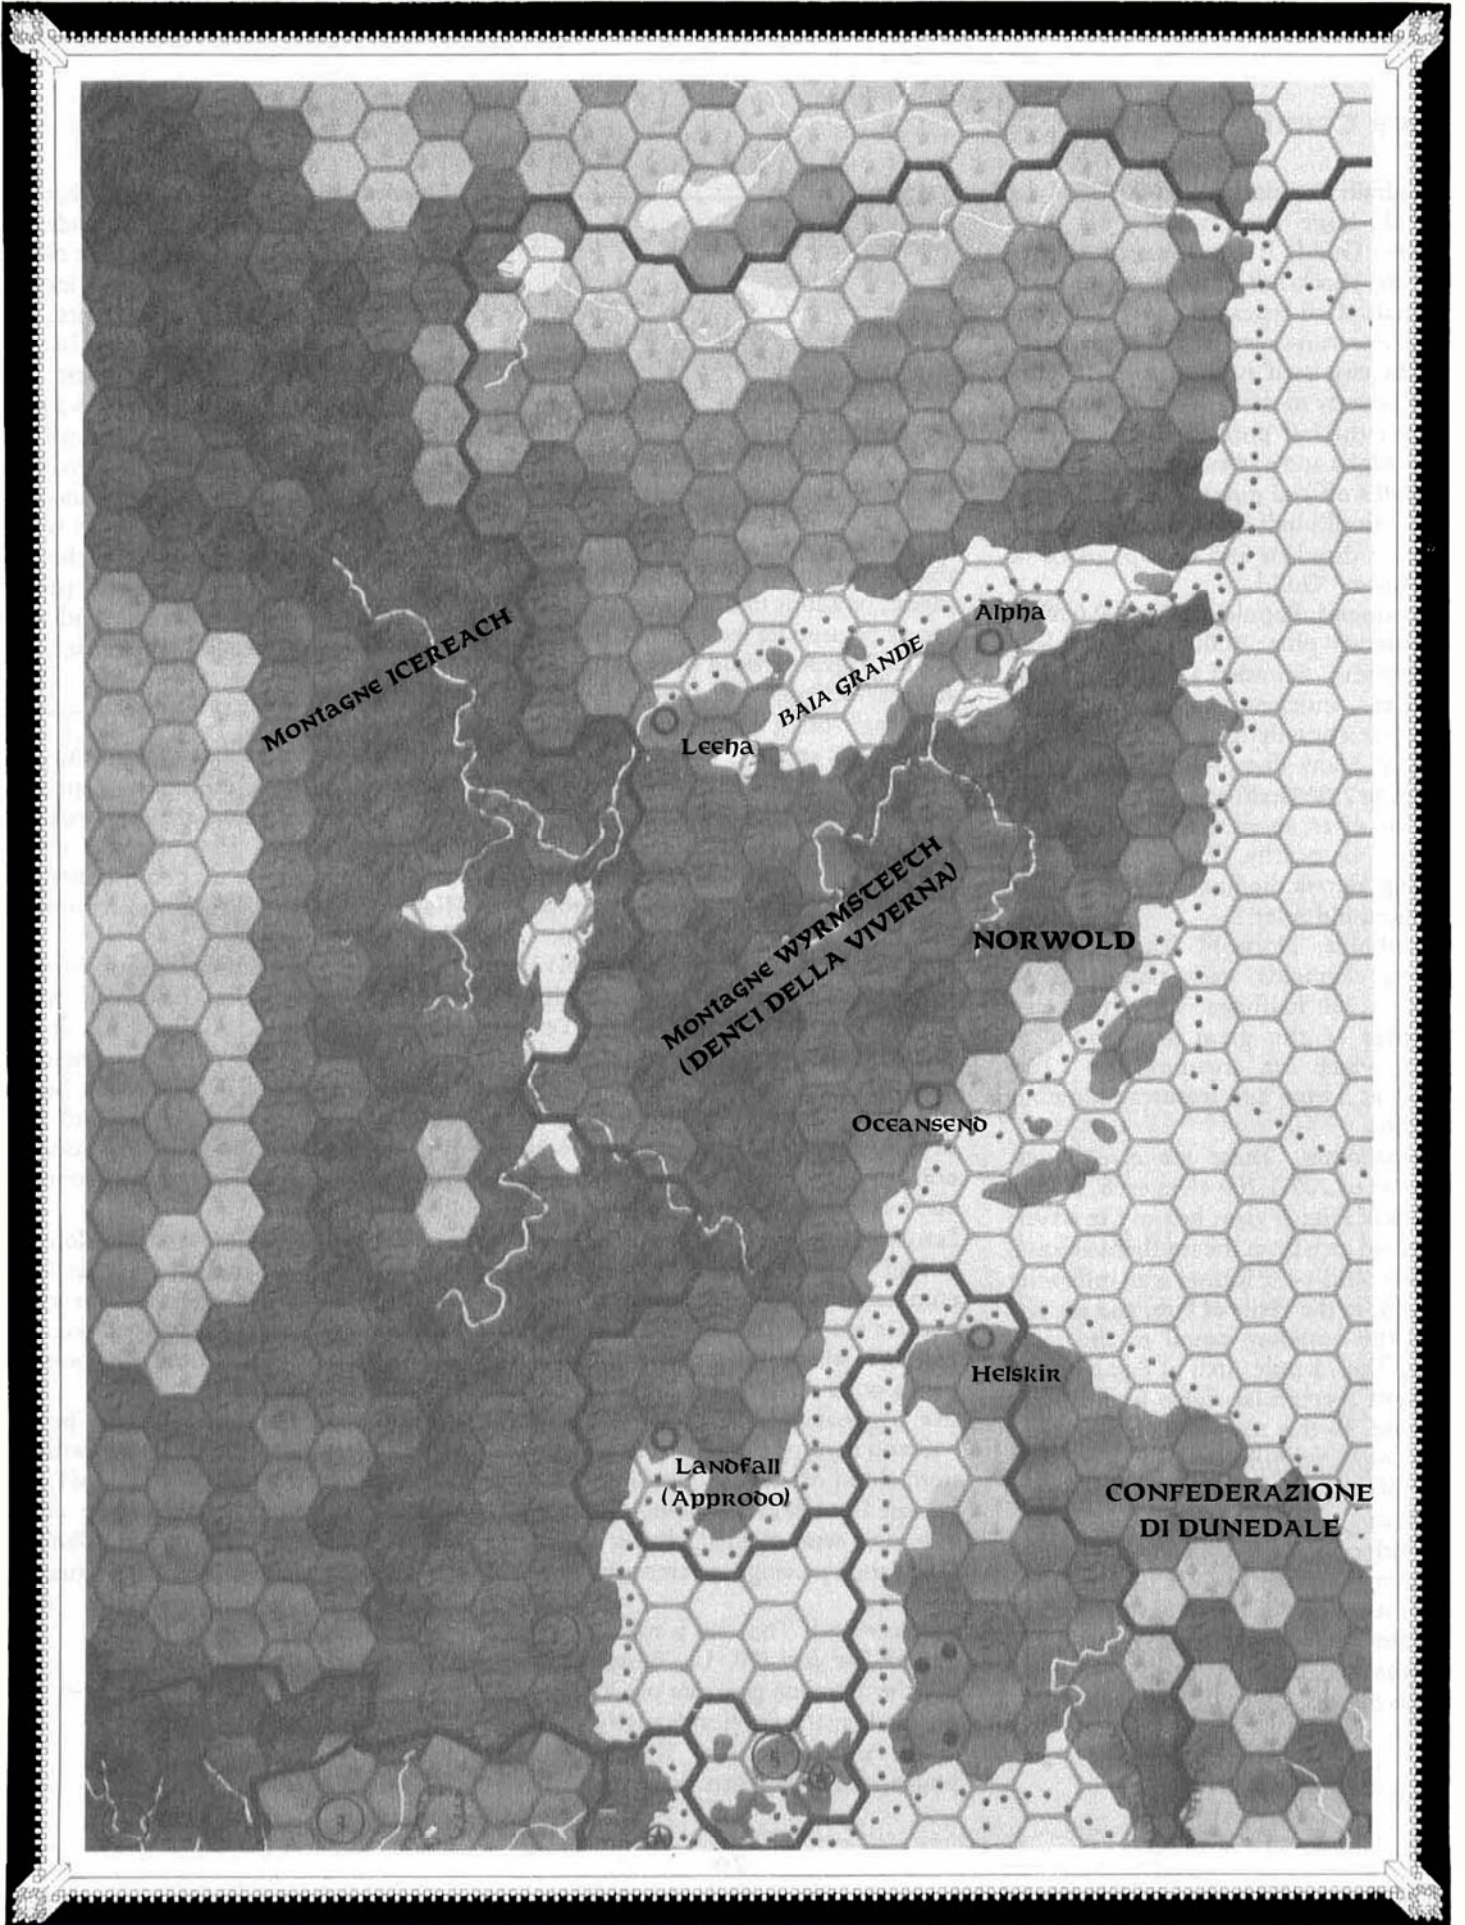 Alpha
Montagne ICEREACH
BAIA GRANDE
Leeha
Montagne WYRMSTEETH
(DENTI DELLA VIVERNA)
NORWOLD
Oceansend
Helskir
Landfall
(Approdo)
CONFEDERAZIONE
DI DUNEDALE